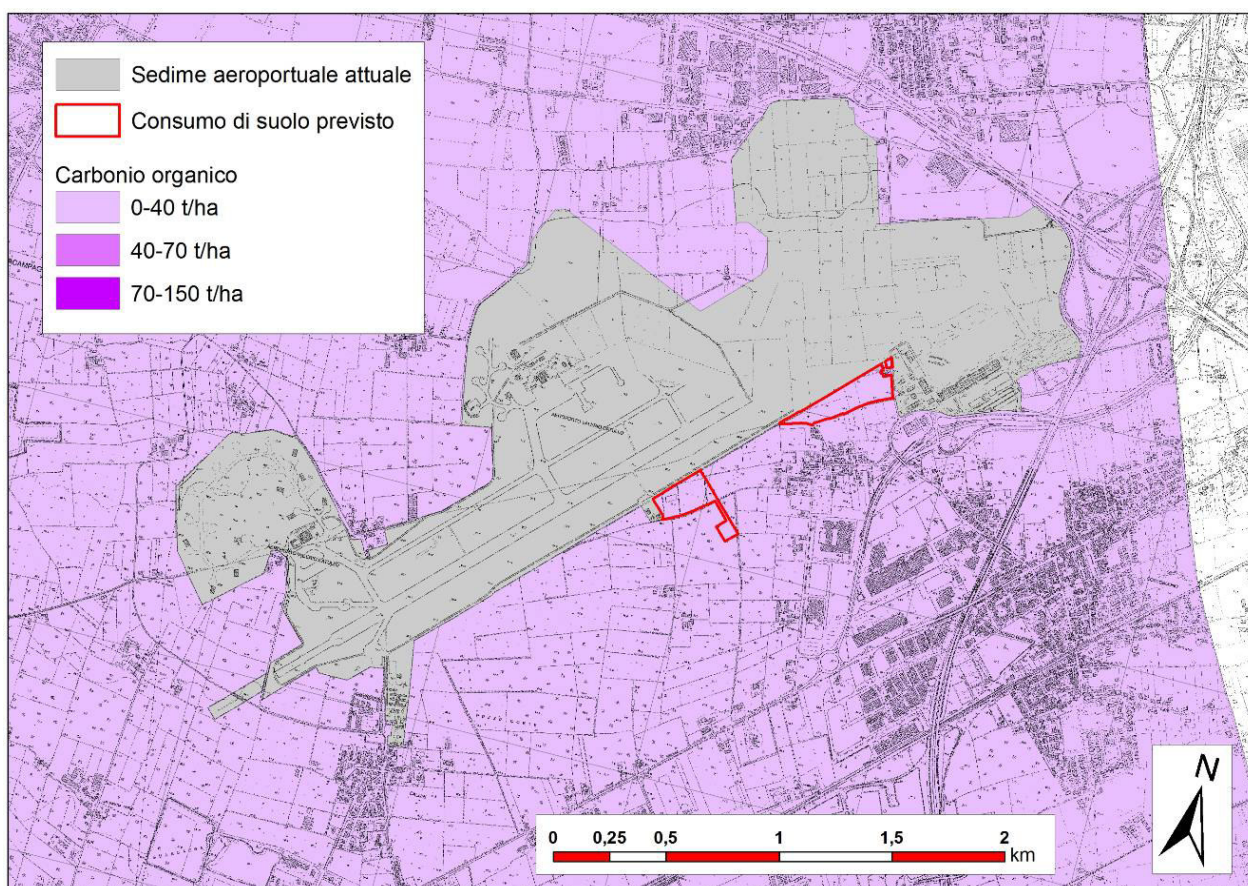 Sedime aeroportuale attuale
Consumo di suolo previsto
Carbonio organico
0-40 t/ha
40-70 t/ha
70-150 t/ha
N
0 0,25 0,5 1 1,5 2
km